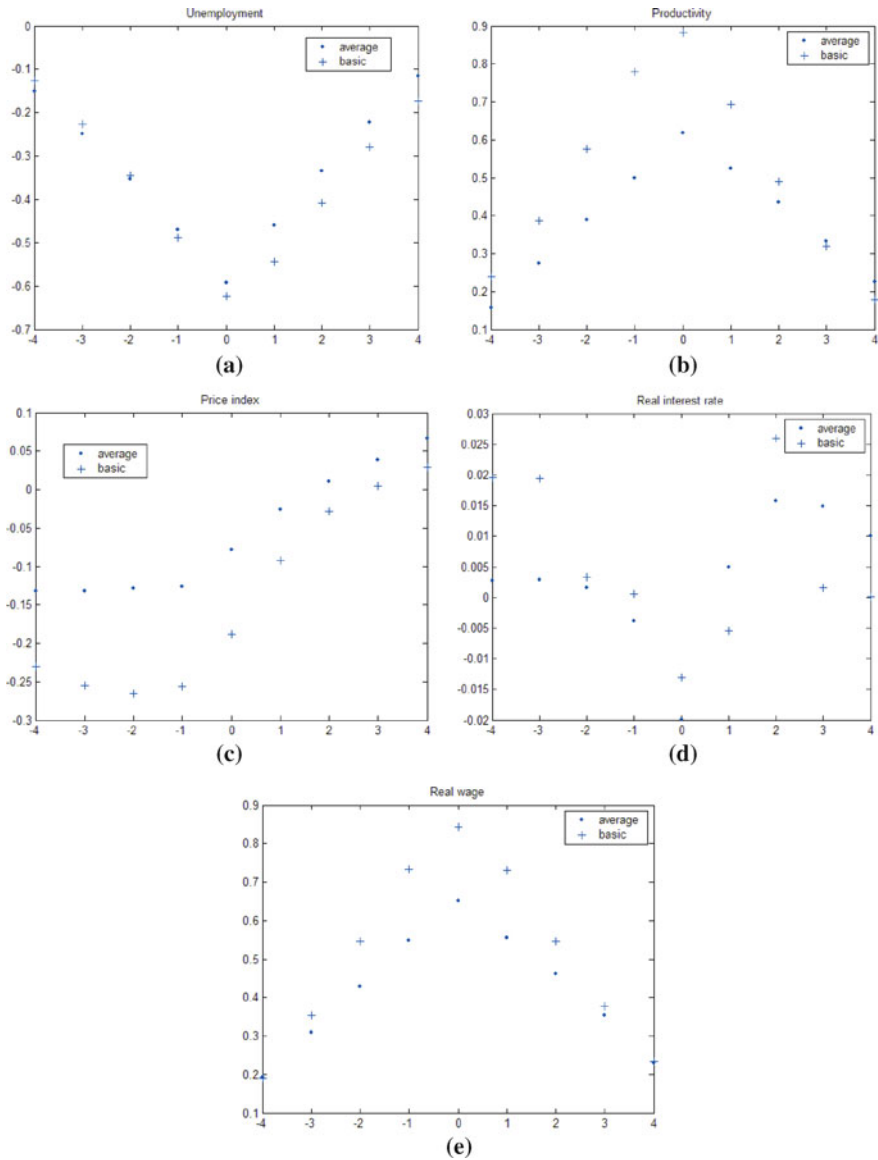 Unemployment
0
-0.1
-0.2
-0.3
-0.4
-0.5
-0.6
-0.7
average
basic
-4 -3 -2 -1 0 1 2 3 4
(a)
Productivity
0.9
0.8
0.7
0.6
0.5
0.4
0.3
0.2
0.1
average
basic
-4 -3 -2 -1 0 1 2 3 4
(b)
Price index
0.1
0.05
0
-0.05
-0.1
-0.15
-0.2
-0.25
-0.3
average
basic
-4 -3 -2 -1 0 1 2 3 4
(c)
Real interest rate
0.03
0.025
0.02
0.015
0.01
0.005
0
-0.005
-0.01
-0.015
-0.02
average
basic
-4 -3 -2 -1 0 1 2 3 4
(d)
Real wage
0.9
0.8
0.7
0.6
0.5
0.4
0.3
0.2
0.1
average
basic
-4 -3 -2 -1 0 1 2 3 4
(e)